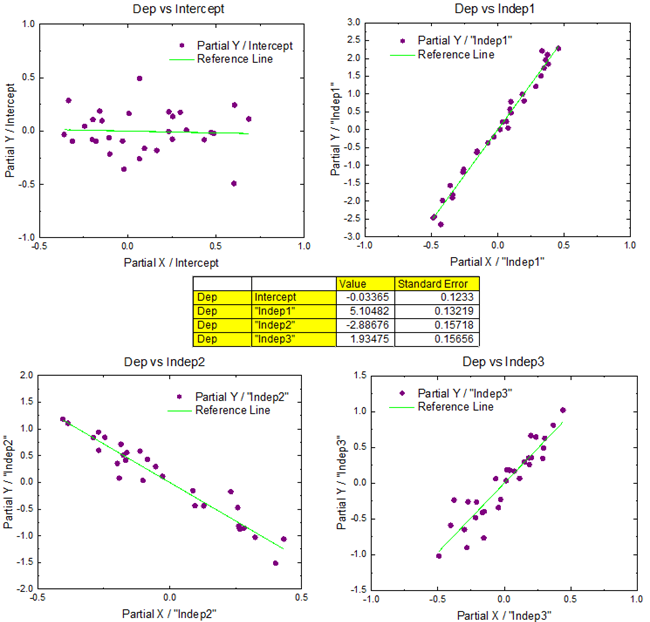 Dep vs Intercept
Partial Y / Intercept
Reference Line
1.0
0.5
0.0
-0.5
-1.0
-0.5
0.0
0.5
1.0
Partial Y / Intercept
Partial X / Intercept
Dep vs Indep1
Partial Y / "Indep1"
Reference Line
3.0
2.5
2.0
1.5
1.0
0.5
0.0
-0.5
-1.0
-1.5
-2.0
-2.5
-3.0
-1.0
-0.5
0.0
0.5
1.0
Partial Y / "Indep1"
Partial X / "Indep1"
Value Standard Error
Dep Intercept -0.03365 0.1233
Dep "Indep1" 5.10482 0.13219
Dep "Indep2" -2.88676 0.15718
Dep "Indep3" 1.93475 0.15656
Dep vs Indep2
Partial Y / "Indep2"
Reference Line
2.0
1.5
1.0
0.5
0.0
-0.5
-1.0
-1.5
-2.0
-0.5
0.0
0.5
Partial Y / "Indep2"
Partial X / "Indep2"
Dep vs Indep3
Partial Y / "Indep3"
Reference Line
1.5
1.0
0.5
0.0
-0.5
-1.0
-1.5
-1.0
-0.5
0.0
0.5
1.0
Partial Y / "Indep3"
Partial X / "Indep3"